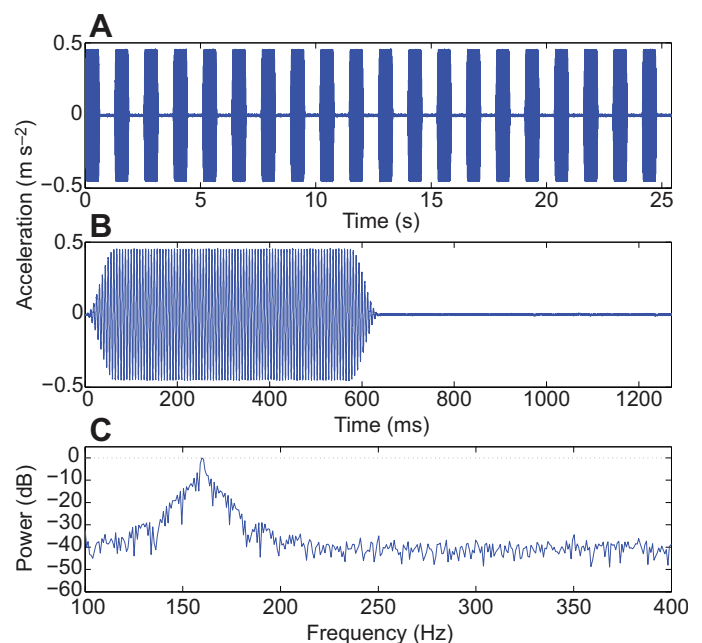 A
Acceleration (m s−2)
0.5
0
−0.5
0 5 10 15 20 25
Time (s)
B
0.5
0
−0.5
0 200 400 600 800 1000 1200
Time (ms)
C
Power (dB)
0
−10
−20
−30
−40
−50
−60
100 150 200 250 300 350 400
Frequency (Hz)